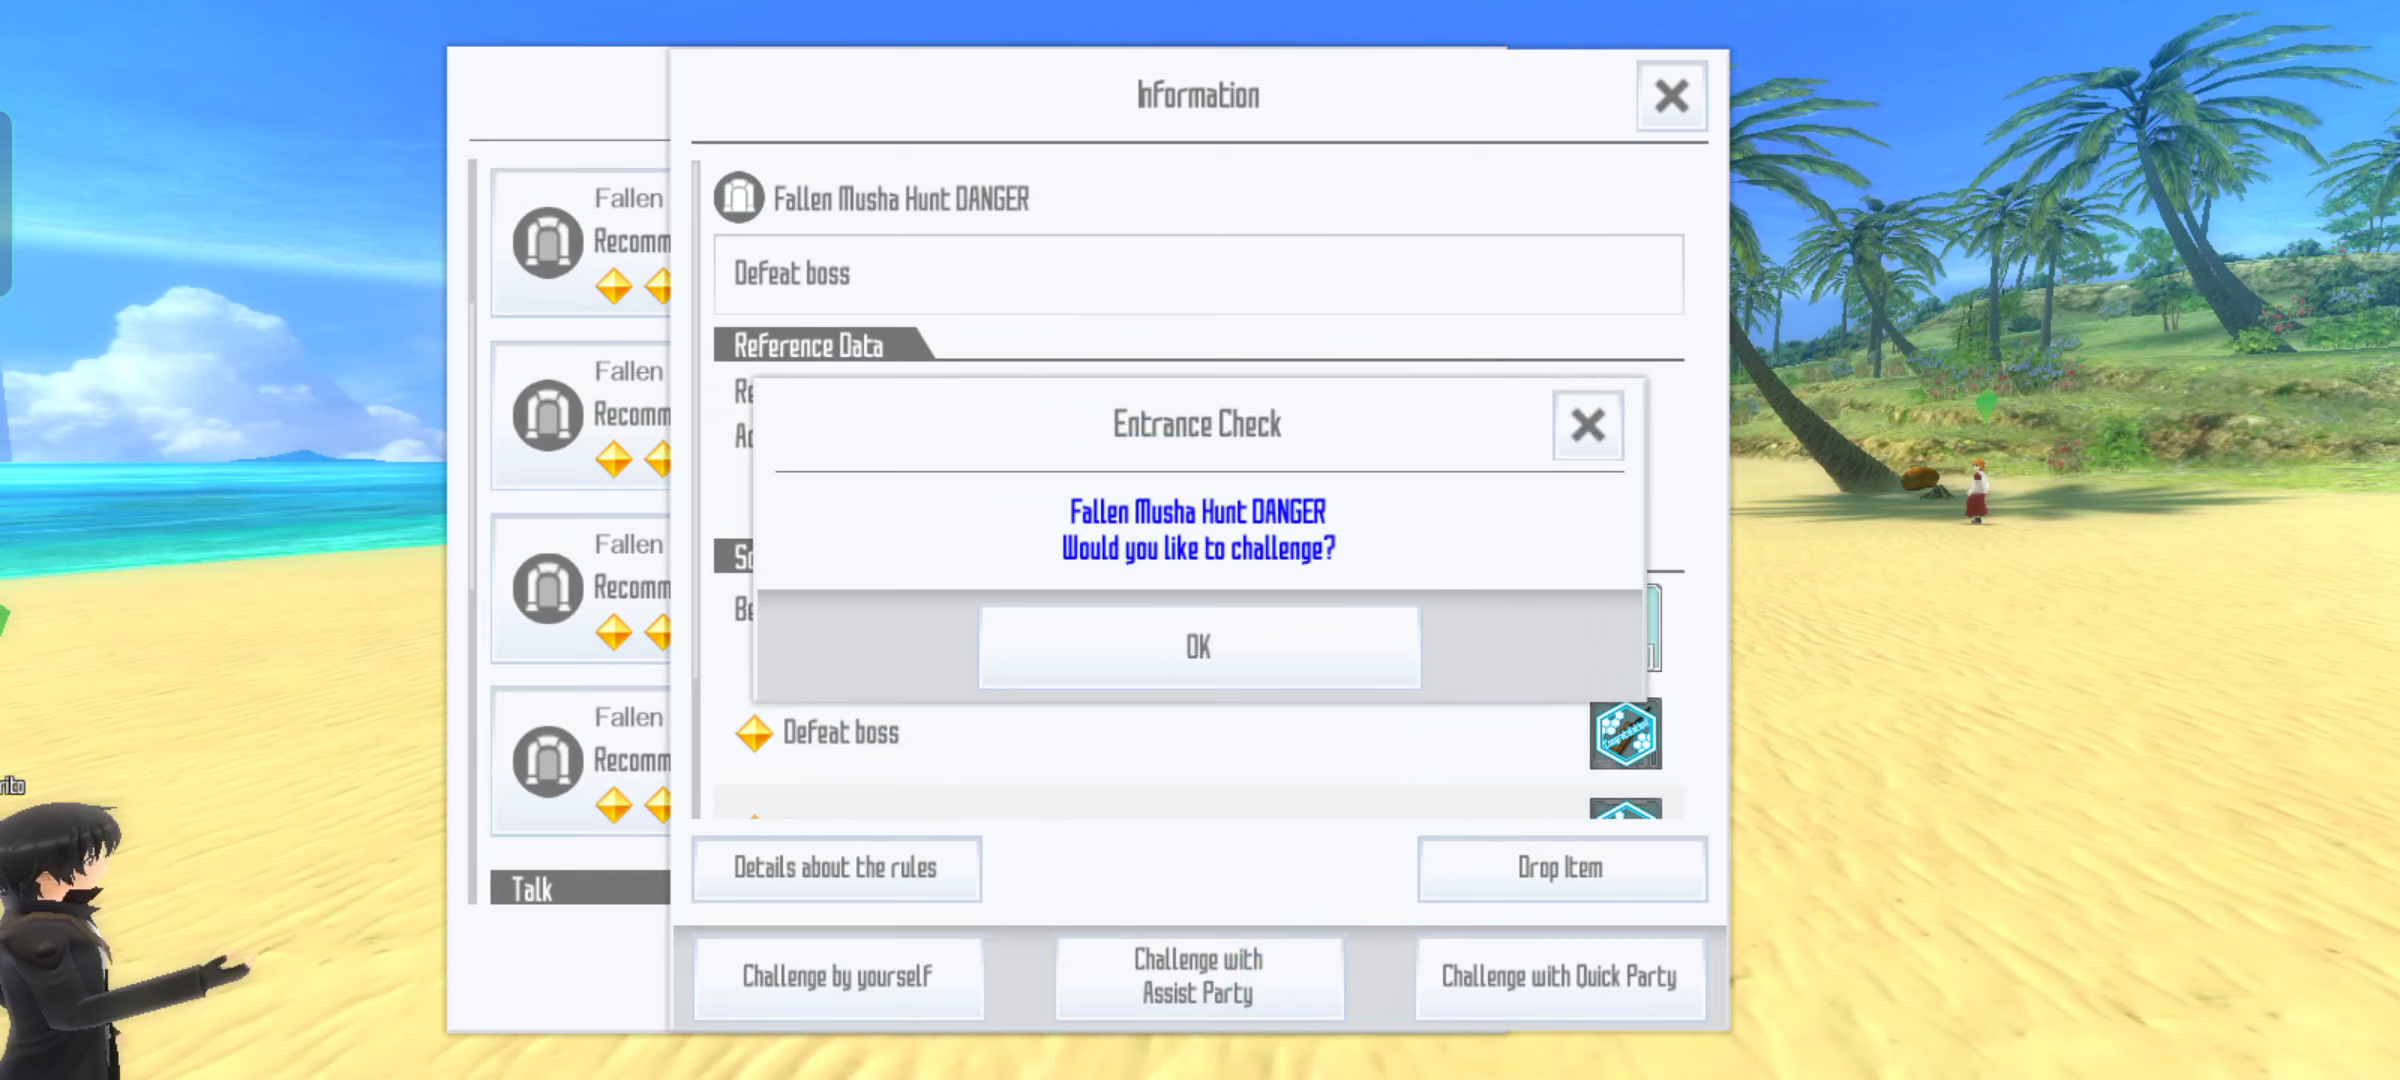 Information
Fallen Musha Hunt DANGER
Defeat boss
Reference Data
Entrance Check
Fallen Musha Hunt DANGER
Would you like to challenge?
OK
Defeat boss
Details about the rules
Drop Item
Challenge by yourself
Challenge with
Assist Party
Challenge with Quick Party
Fallen
Recomm
Fallen
Recomm
Fallen
Recomm
Fallen
Recomm
Talk
rito